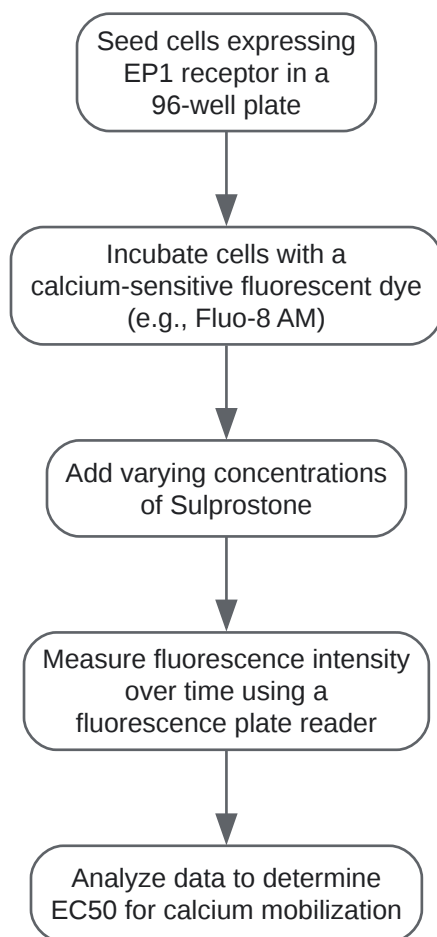 Seed cells expressing
EP1 receptor in a
96-well plate
Incubate cells with a
calcium-sensitive fluorescent dye
(e.g., Fluo-8 AM)
Add varying concentrations
of Sulprostone
Measure fluorescence intensity
over time using a
fluorescence plate reader
Analyze data to determine
EC50 for calcium mobilization